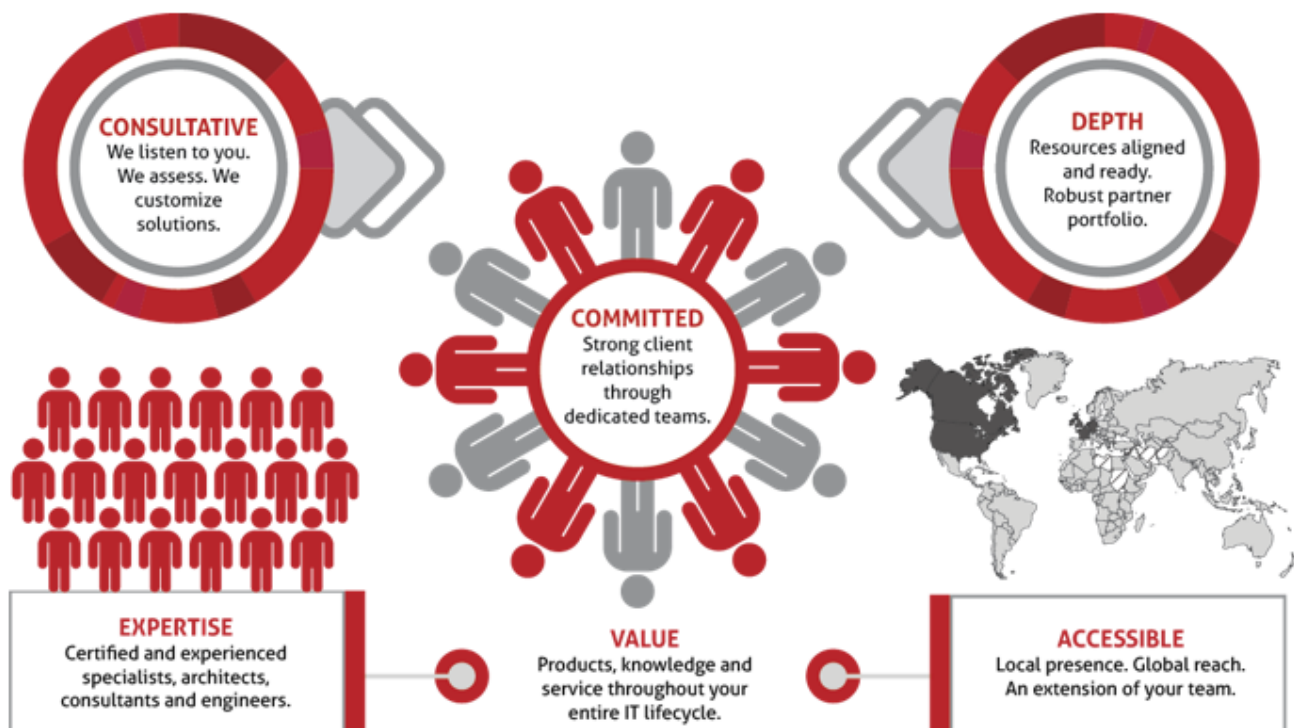 CONSULTATIVE
We listen to you.
We assess. We
customize
solutions.
DEPTH
Resources aligned
and ready.
Robust partner
portfolio.
COMMITTED
Strong client
relationships
through
dedicated teams.
EXPERTISE
Certified and experienced
specialists, architects,
consultants and engineers.
VALUE
Products, knowledge and
service throughout your
entire IT lifecycle.
ACCESSIBLE
Local presence. Global reach.
An extension of your team.